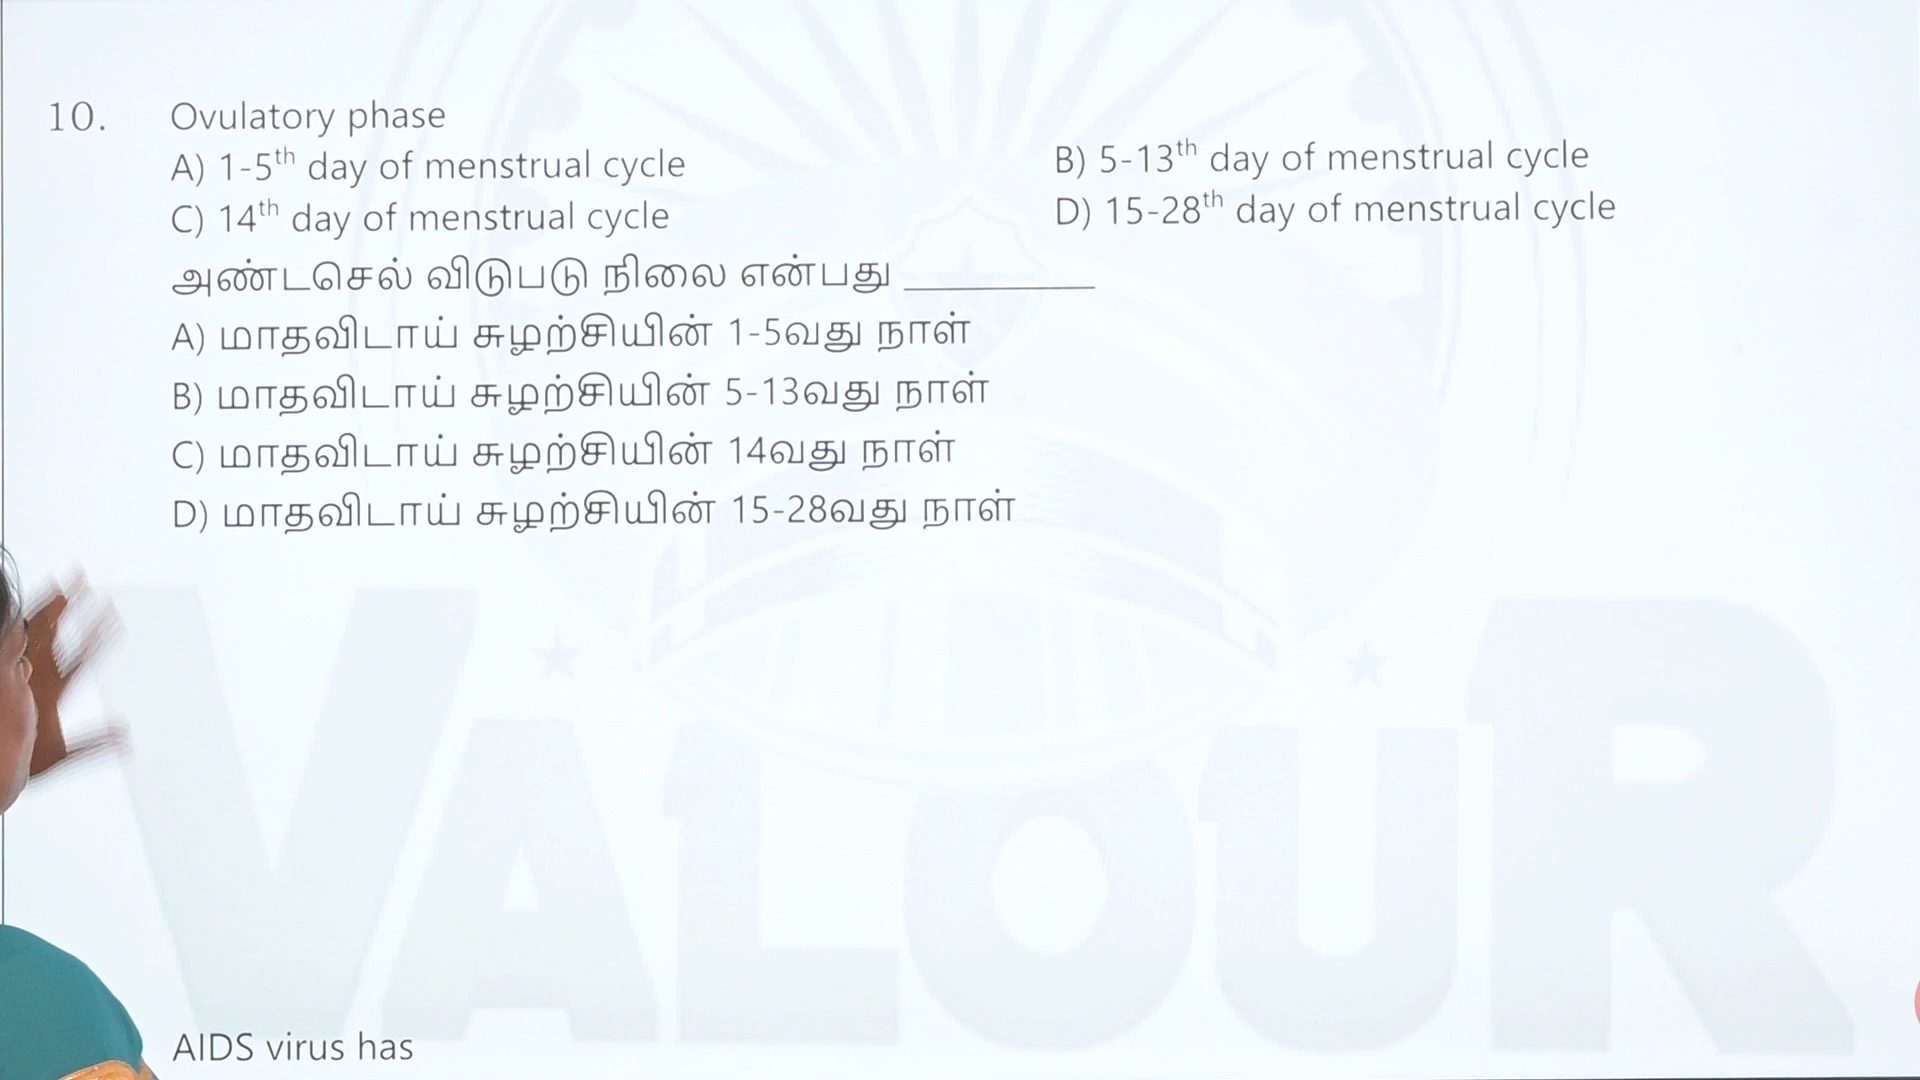 10. Ovulatory phase
A) 1-5th day of menstrual cycle B) 5-13th day of menstrual cycle
C) 14th day of menstrual cycle D) 15-28th day of menstrual cycle
அண்டசெல் விடுபடு நிலை என்பது __________
A) மாதவிடாய் சுழற்சியின் 1-5வது நாள்
B) மாதவிடாய் சுழற்சியின் 5-13வது நாள்
C) மாதவிடாய் சுழற்சியின் 14வது நாள்
D) மாதவிடாய் சுழற்சியின் 15-28வது நாள்
VALOUR
AIDS virus has